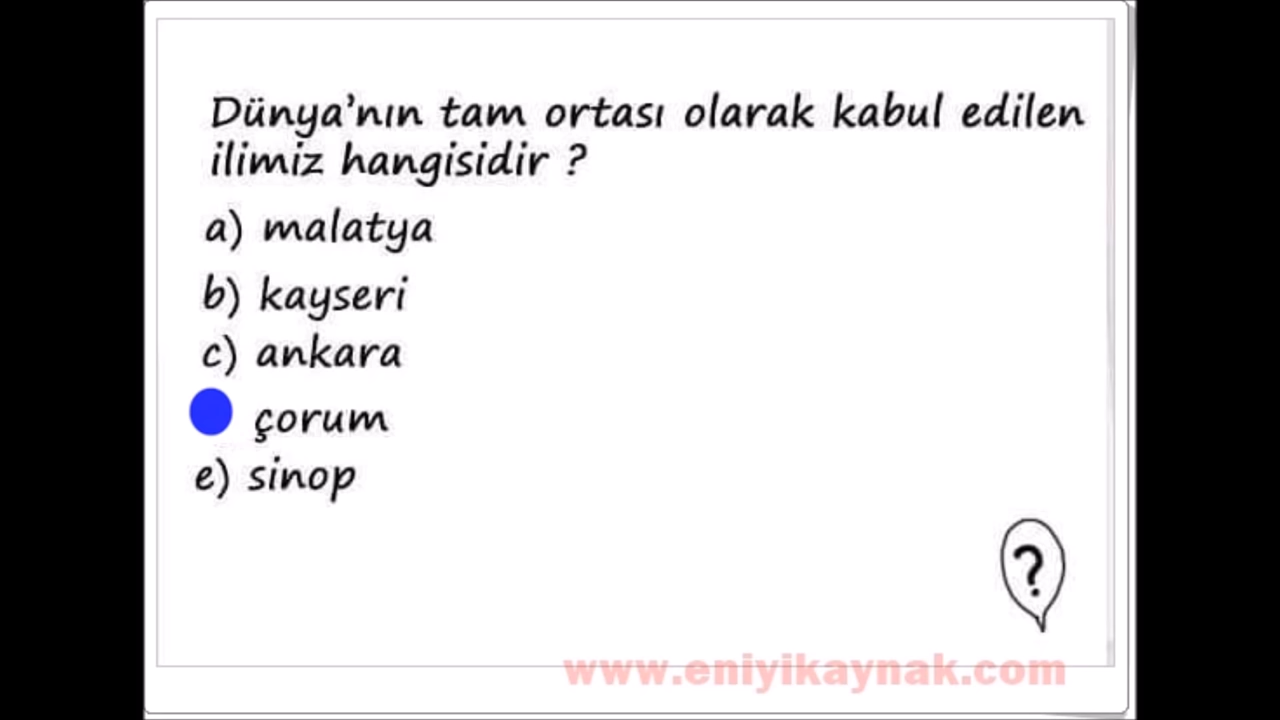 Dünya'nın tam ortası olarak kabul edilen
ilimiz hangisidir ?
a) malatya
b) kayseri
c) ankara
çorum
e) sinop
?
www.eniyikaynak.com